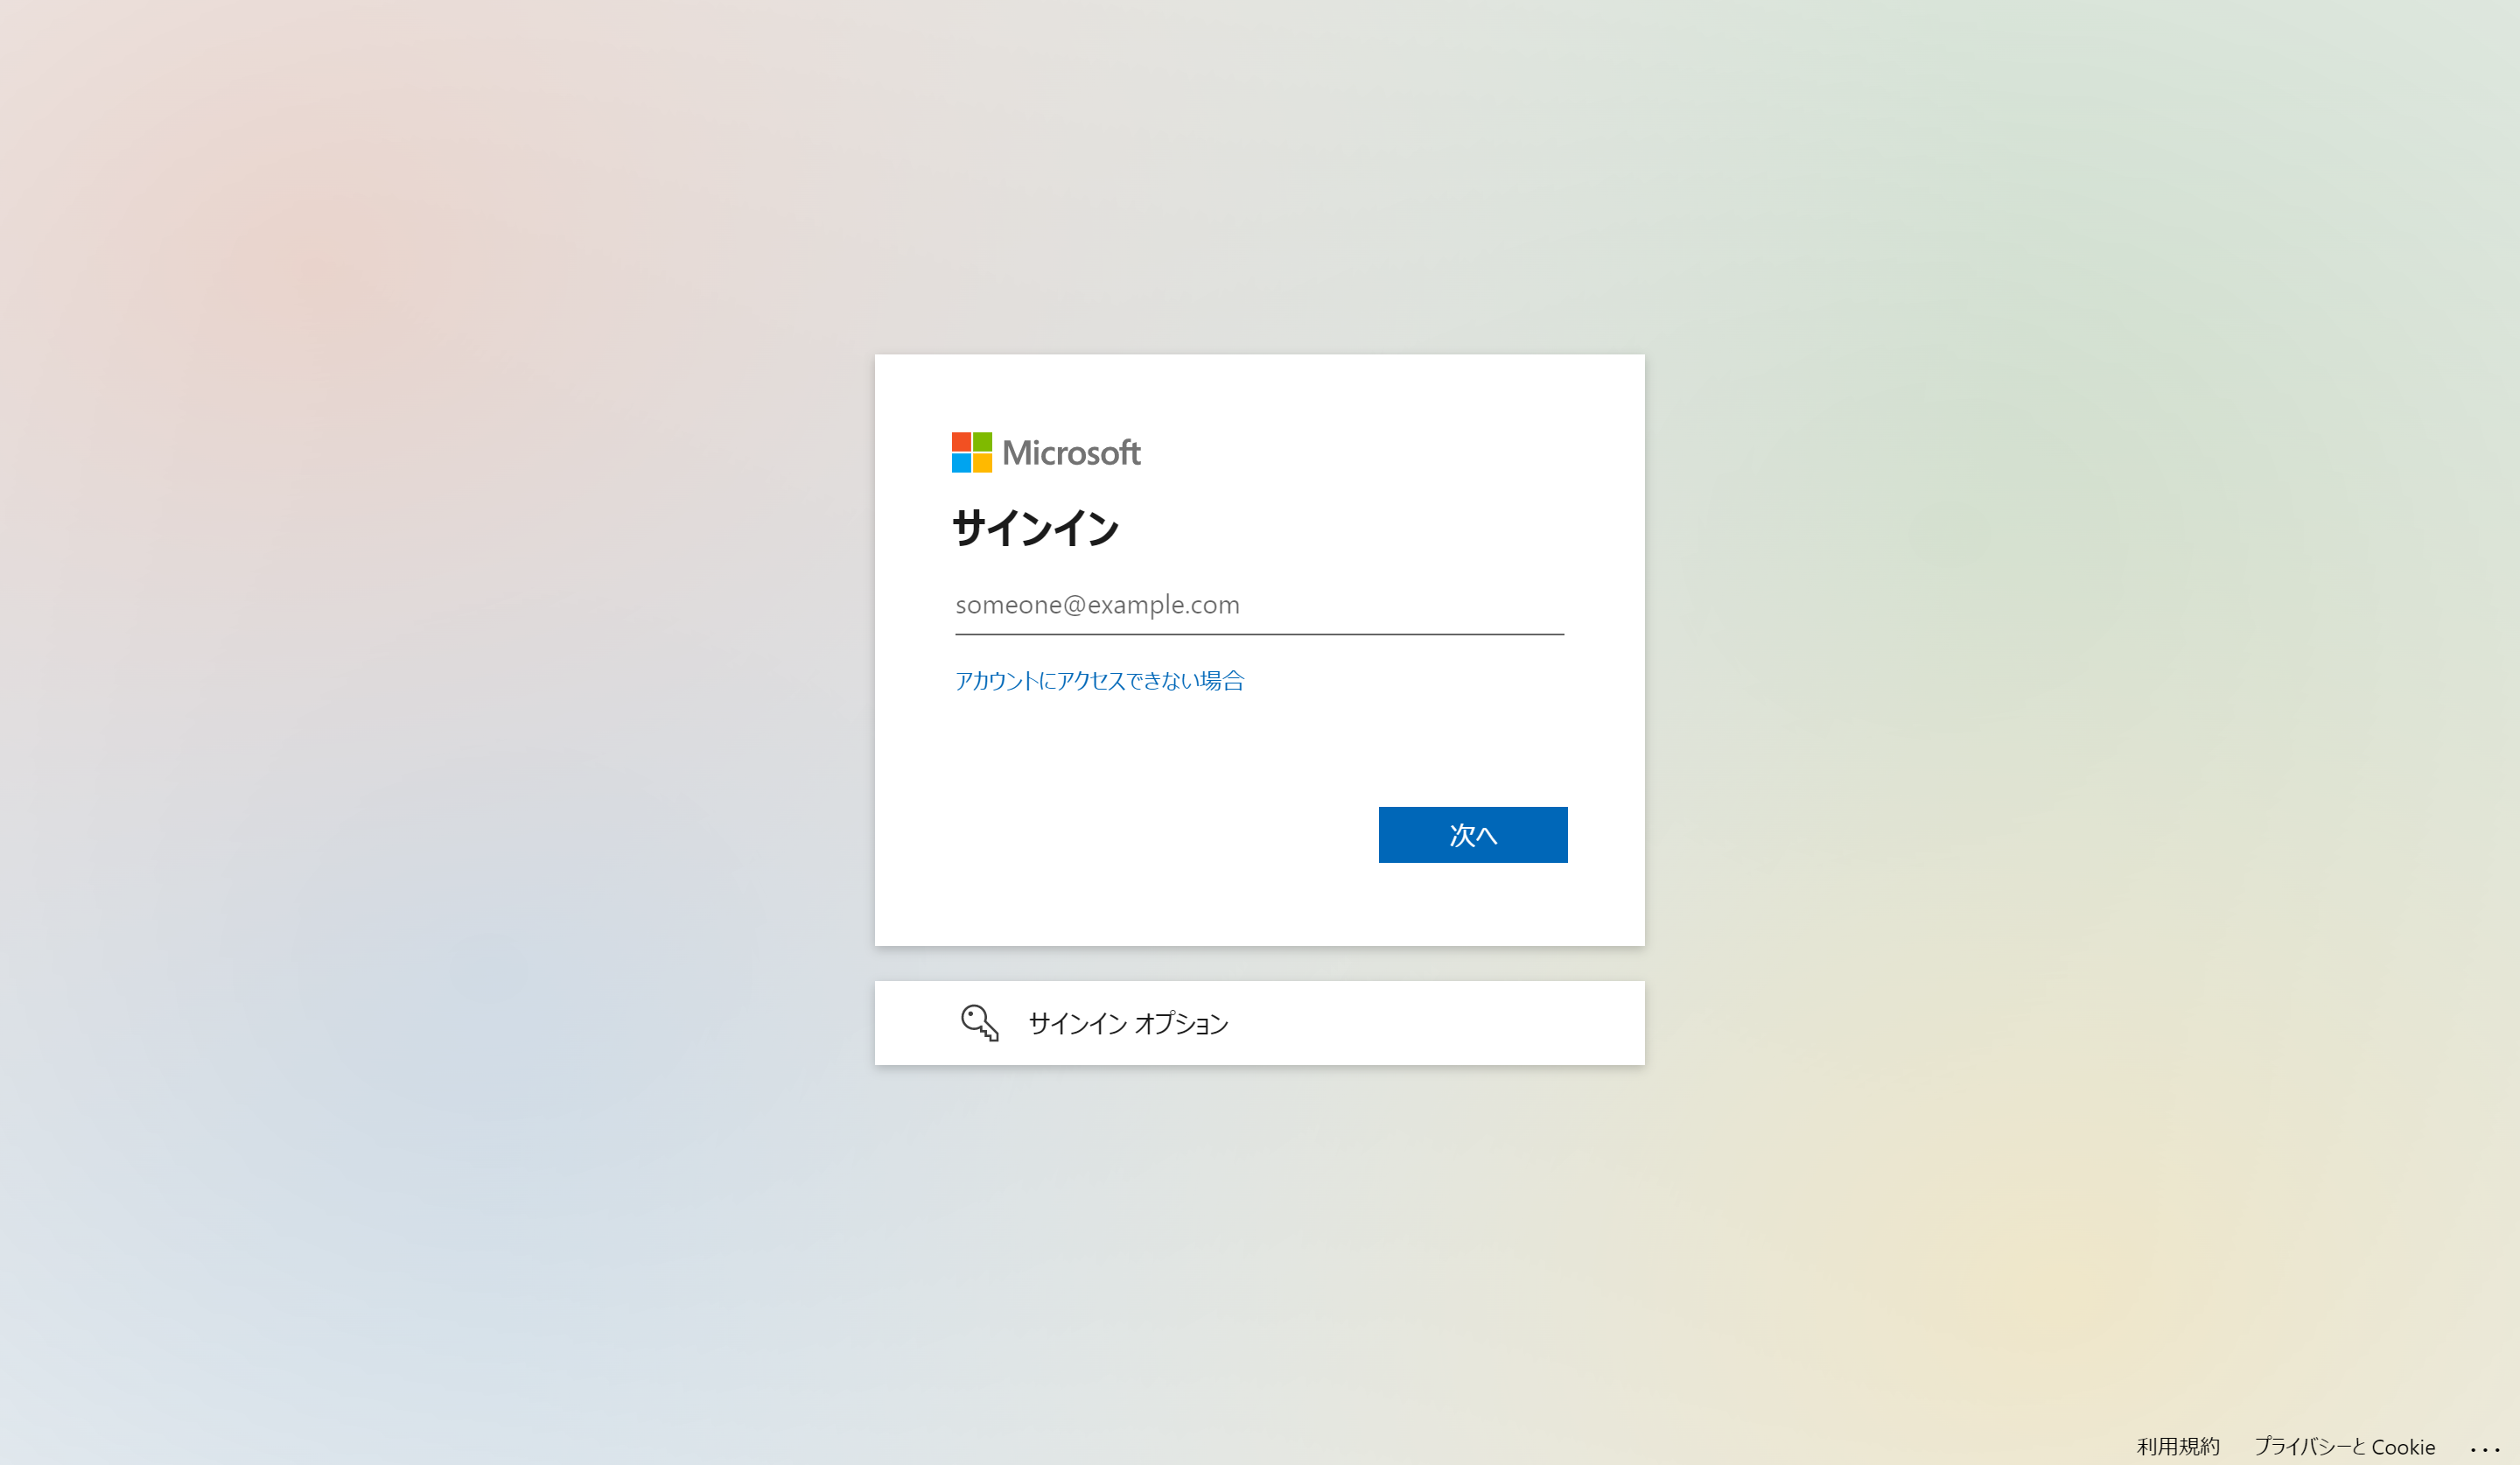 Microsoft
サインイン
someone@example.com
アカウントにアクセスできない場合
次へ
サインイン オプション
利用規約 プライバシーと Cookie ...